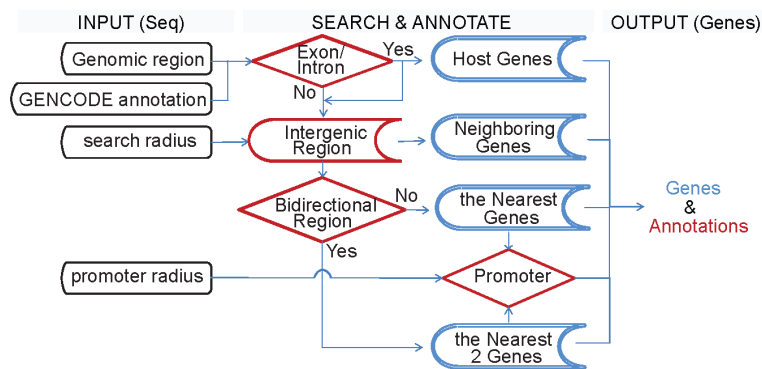 INPUT (Seq)
SEARCH & ANNOTATE
OUTPUT (Genes)
Genomic region
Exon/
Intron
Yes
Host Genes
No
GENCODE annotation
search radius
Intergenic
Region
Neighboring
Genes
Bidirectional
Region
No
the Nearest
Genes
Genes
&
Annotations
Yes
promoter radius
Promoter
the Nearest
2 Genes